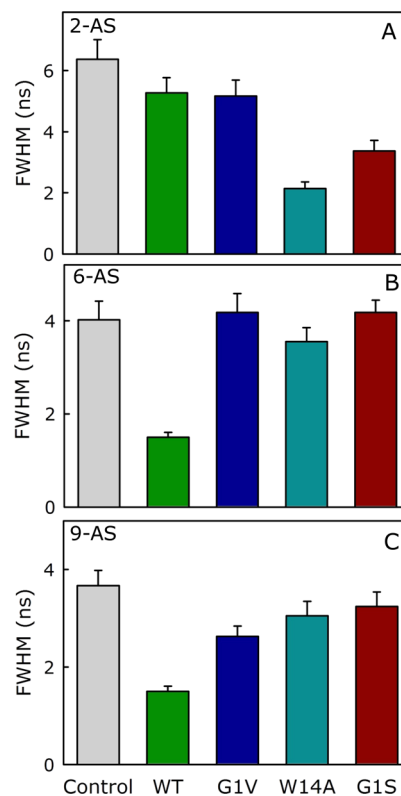 2-AS
A
FWHM (ns)
6
4
2
0
6-AS
B
FWHM (ns)
4
2
0
9-AS
C
FWHM (ns)
4
2
0
Control WT G1V W14A G1S